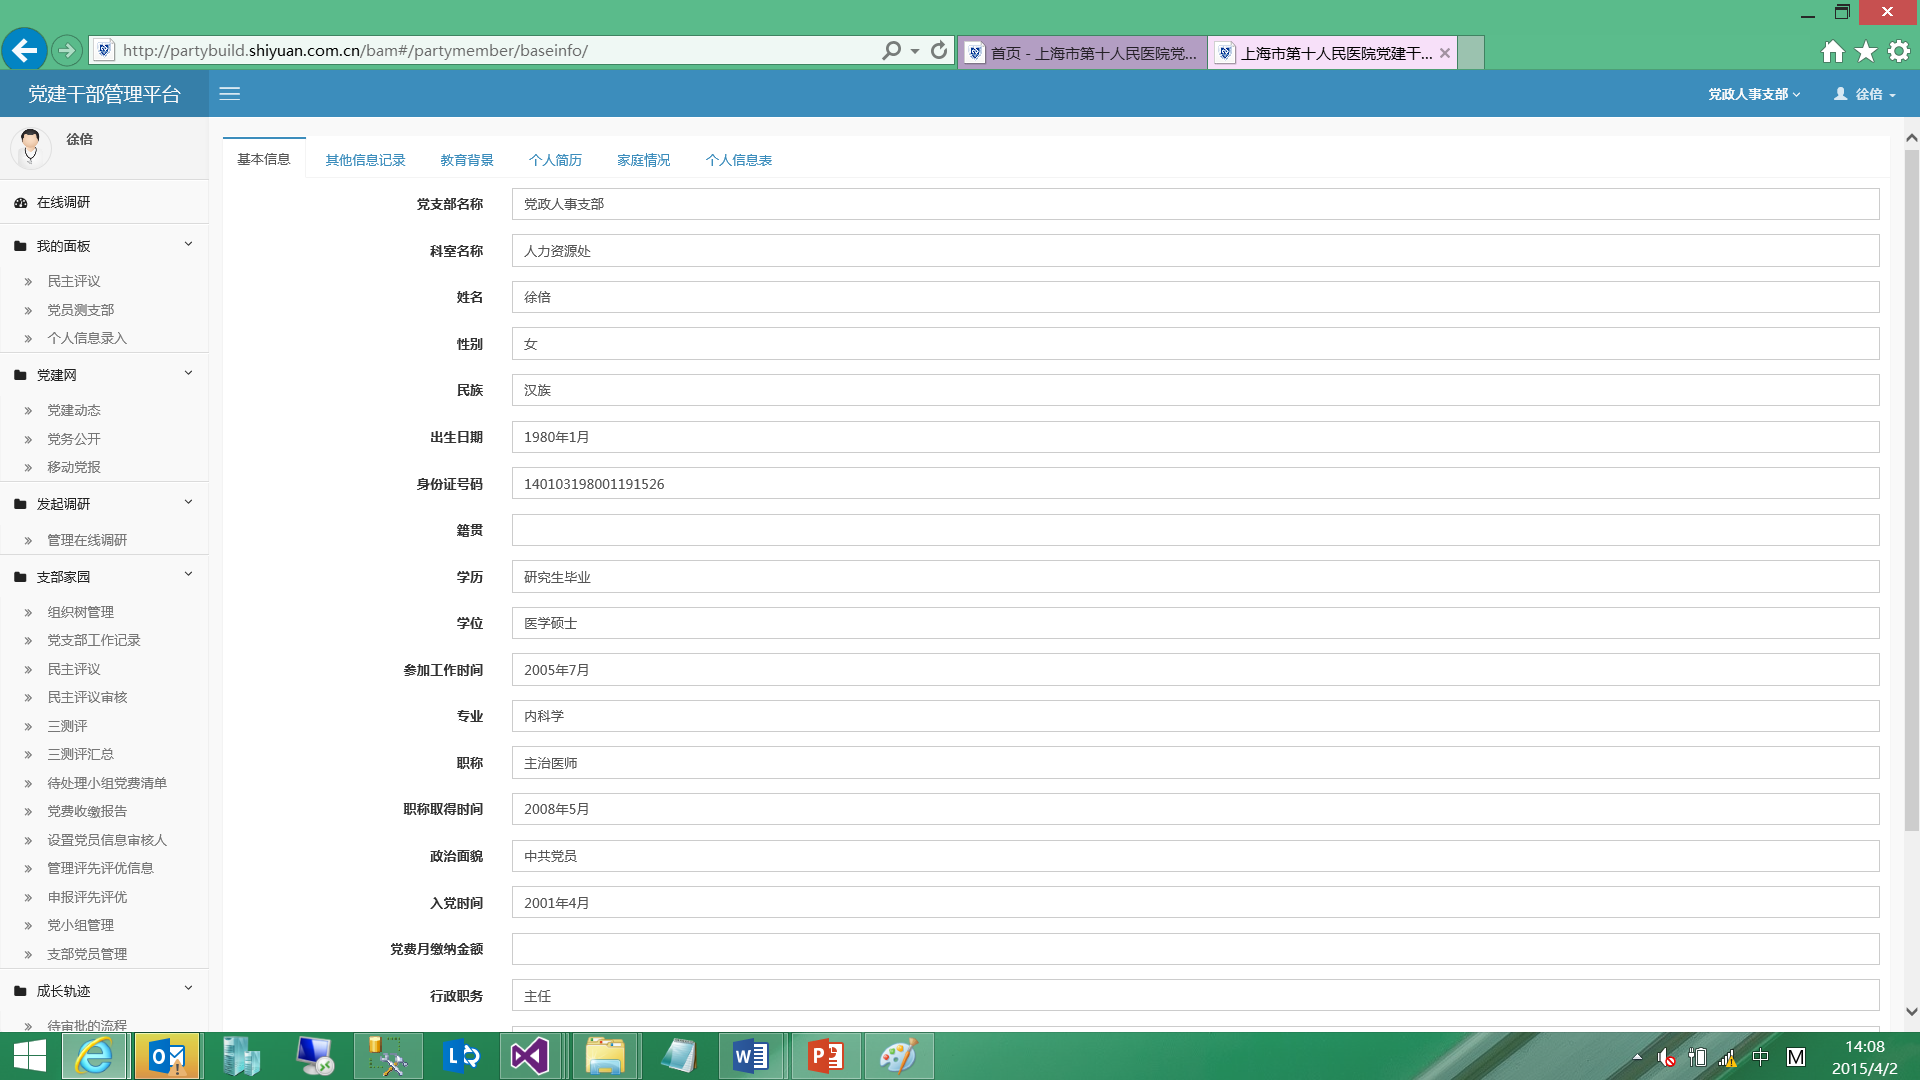 http://partybuild.shiyuan.com.cn/bam#/partymember/baseinfo/
首页 - 上海市第十人民医院党...
上海市第十人民医院党建干...
党建干部管理平台
党政人事支部
徐倍
徐倍
在线调研
我的面板
民主评议
党员测支部
个人信息录入
党建网
党建动态
党务公开
移动党报
发起调研
管理在线调研
支部家园
组织树管理
党支部工作记录
民主评议
民主评议审核
三测评
三测评汇总
待处理小组党费清单
党费收缴报告
设置党员信息审核人
管理评先评优信息
申报评先评优
党小组管理
支部党员管理
成长轨迹
待审批的流程
基本信息 其他信息记录 教育背景 个人简历 家庭情况 个人信息表
党支部名称 党政人事支部
科室名称 人力资源处
姓名 徐倍
性别 女
民族 汉族
出生日期 1980年1月
身份证号码 140103198001191526
籍贯
学历 研究生毕业
学位 医学硕士
参加工作时间 2005年7月
专业 内科学
职称 主治医师
职称取得时间 2008年5月
政治面貌 中共党员
入党时间 2001年4月
党费月缴纳金额
行政职务 主任
中
M
14:08
2015/4/2